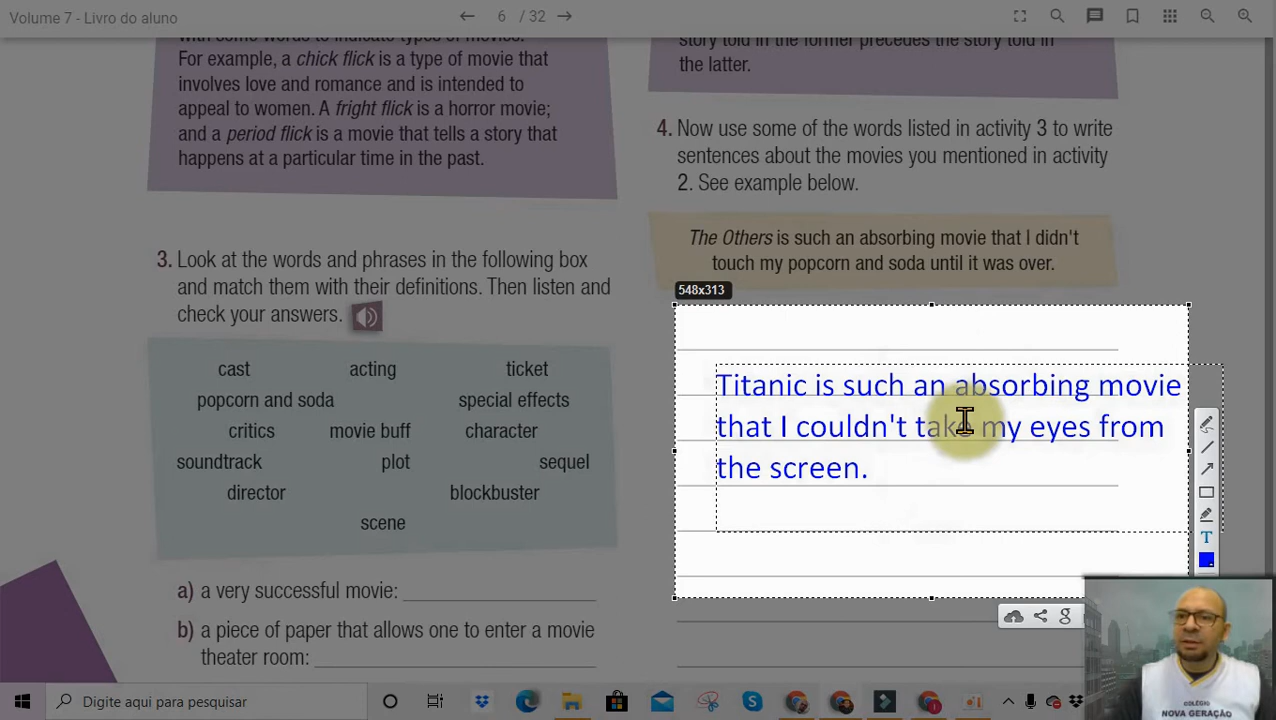 Volume 7 - Livro do aluno
6 / 32
with some words to indicate types of movies.
For example, a chick flick is a type of movie that
involves love and romance and is intended to
appeal to women. A fright flick is a horror movie;
and a period flick is a movie that tells a story that
happens at a particular time in the past.
3. Look at the words and phrases in the following box
and match them with their definitions. Then listen and
check your answers.
cast acting ticket
popcorn and soda special effects
critics movie buff character
soundtrack plot sequel
director blockbuster
scene
a) a very successful movie:
b) a piece of paper that allows one to enter a movie
theater room:
story told in the former precedes the story told in
the latter.
4. Now use some of the words listed in activity 3 to write
sentences about the movies you mentioned in activity
2. See example below.
The Others is such an absorbing movie that I didn't
touch my popcorn and soda until it was over.
548x313
Titanic is such an absorbing movie
that I couldn't take my eyes from
the screen.
T
g
COLÉGIO
NOVA GERAÇÃO
Digite aqui para pesquisar